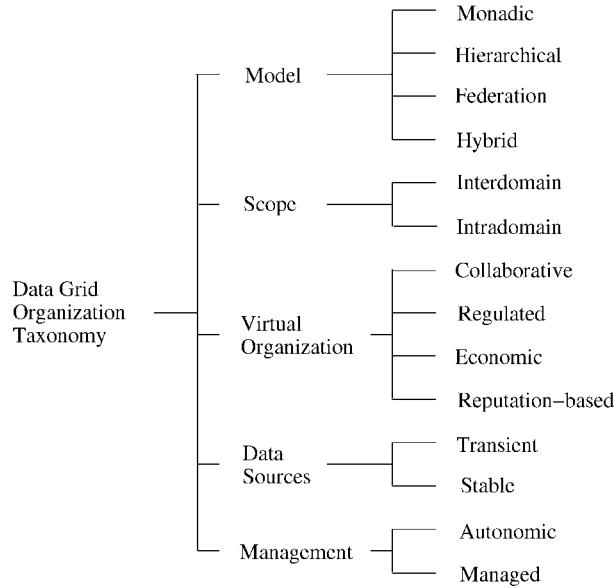 Data Grid
Organization
Taxonomy
Model
Monadic
Hierarchical
Federation
Hybrid
Scope
Interdomain
Intradomain
Virtual
Organization
Collaborative
Regulated
Economic
Reputation−based
Data
Sources
Transient
Stable
Management
Autonomic
Managed